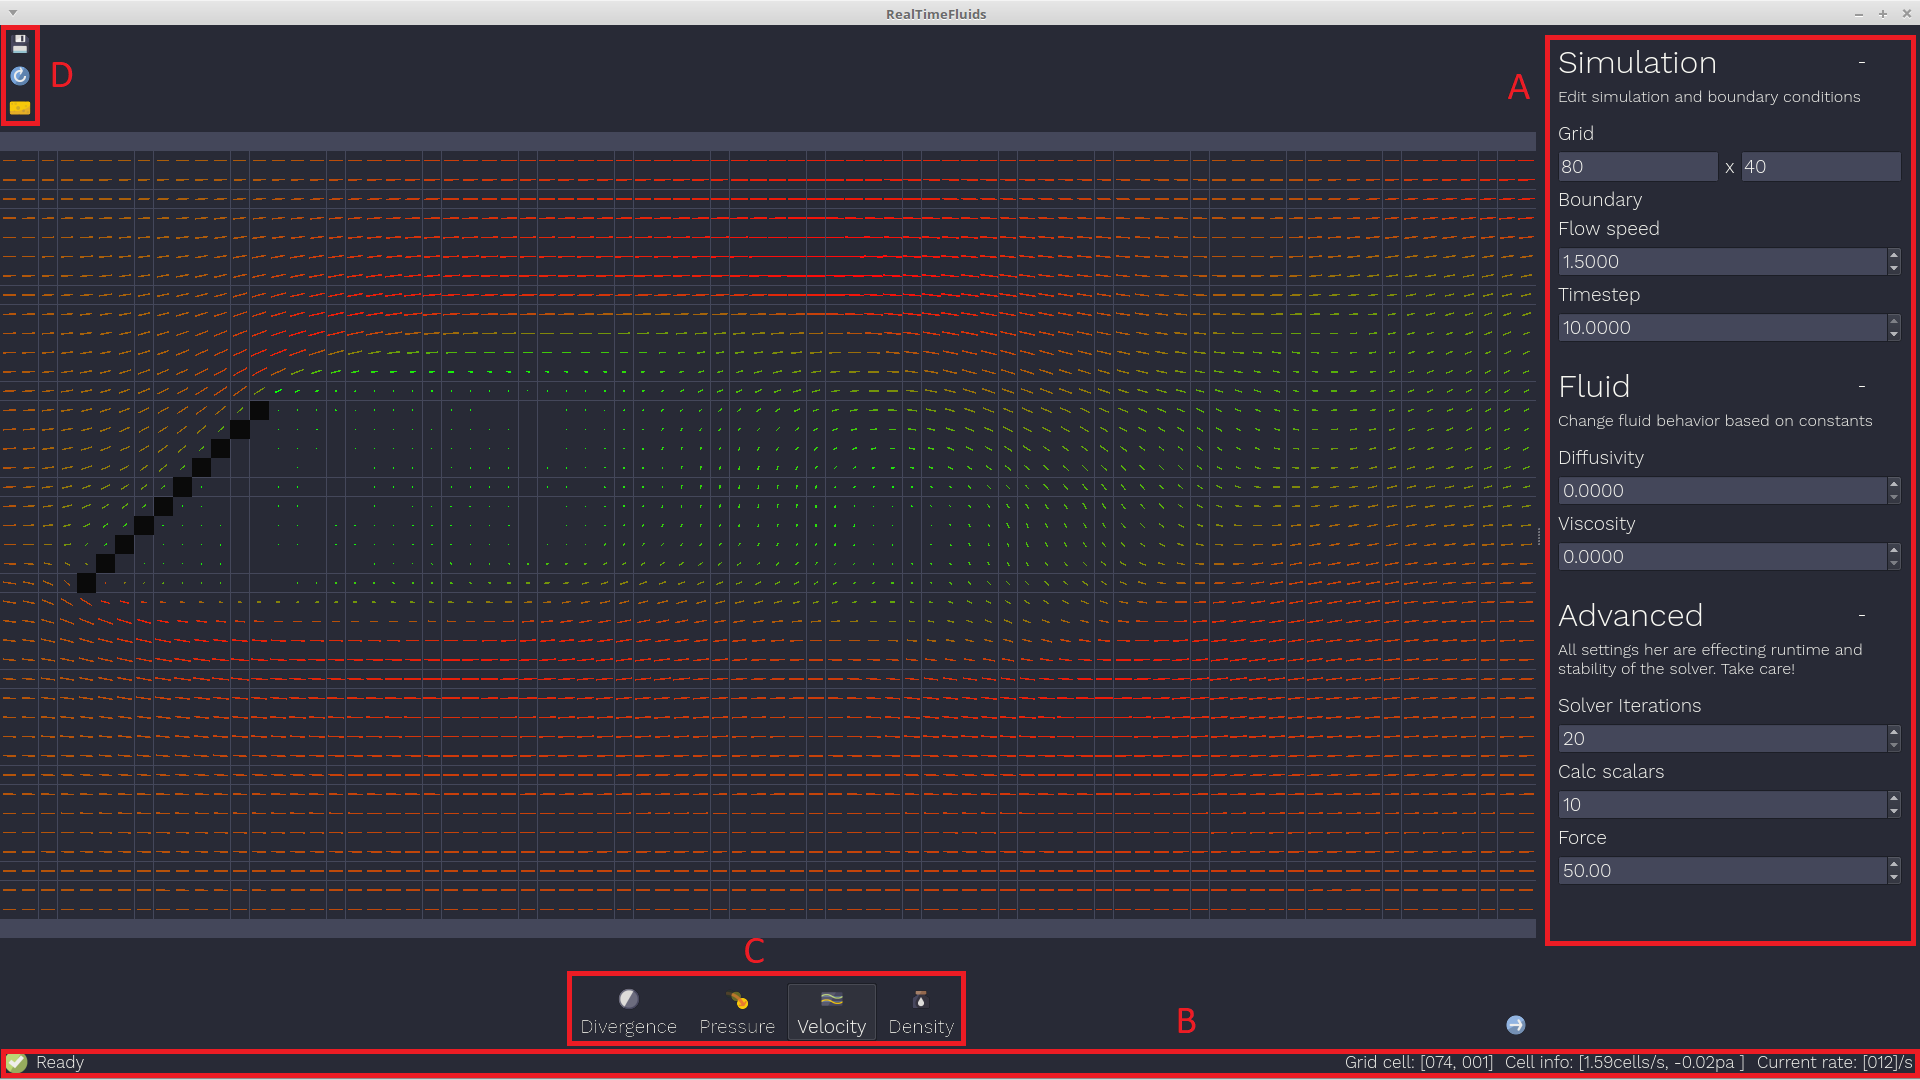 RealTimeFluids
D
A
Simulation -
Edit simulation and boundary conditions
Grid
80 x 40
Boundary
Flow speed
1.5000
Timestep
10.0000
Fluid -
Change fluid behavior based on constants
Diffusivity
0.0000
Viscosity
0.0000
Advanced -
All settings her are effecting runtime and
stability of the solver. Take care!
Solver Iterations
20
Calc scalars
10
Force
50.00
C
Divergence Pressure Velocity Density
B
Ready
Grid cell: [074, 001] Cell info: [1.59cells/s, -0.02pa ] Current rate: [012]/s